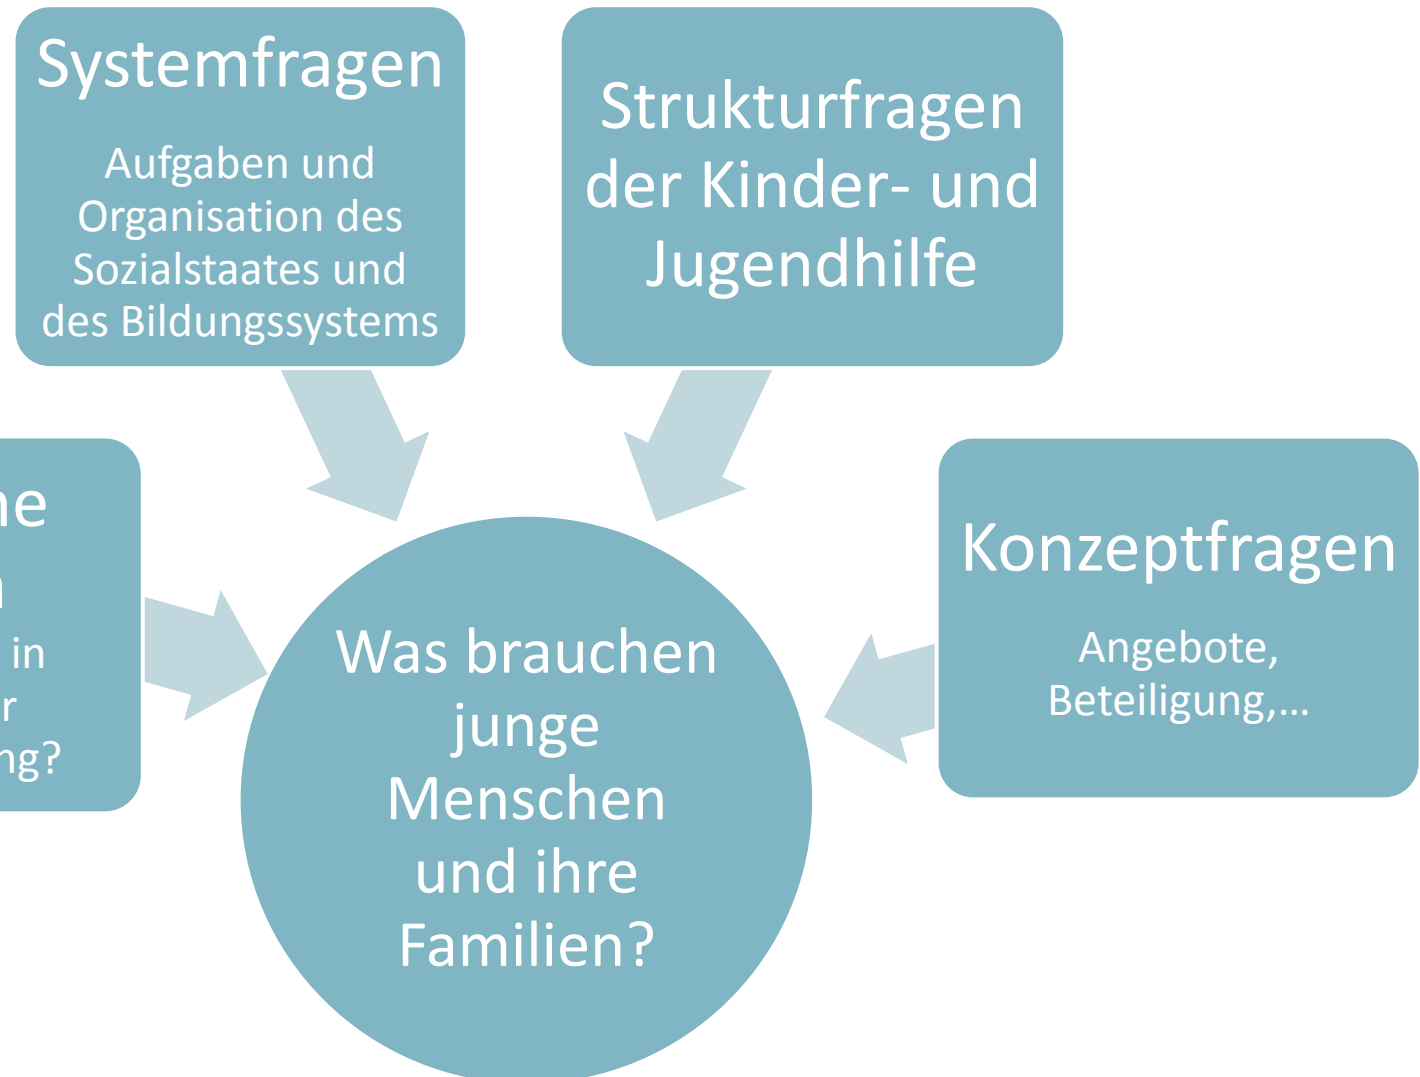 Systemfragen
Aufgaben und
Organisation des
Sozialstaates und
des Bildungssystems
Strukturfragen
der Kinder- und
Jugendhilfe
in
Konzeptfragen
Angebote,
Beteiligung,...
Was brauchen
junge
Menschen
und ihre
Familien?